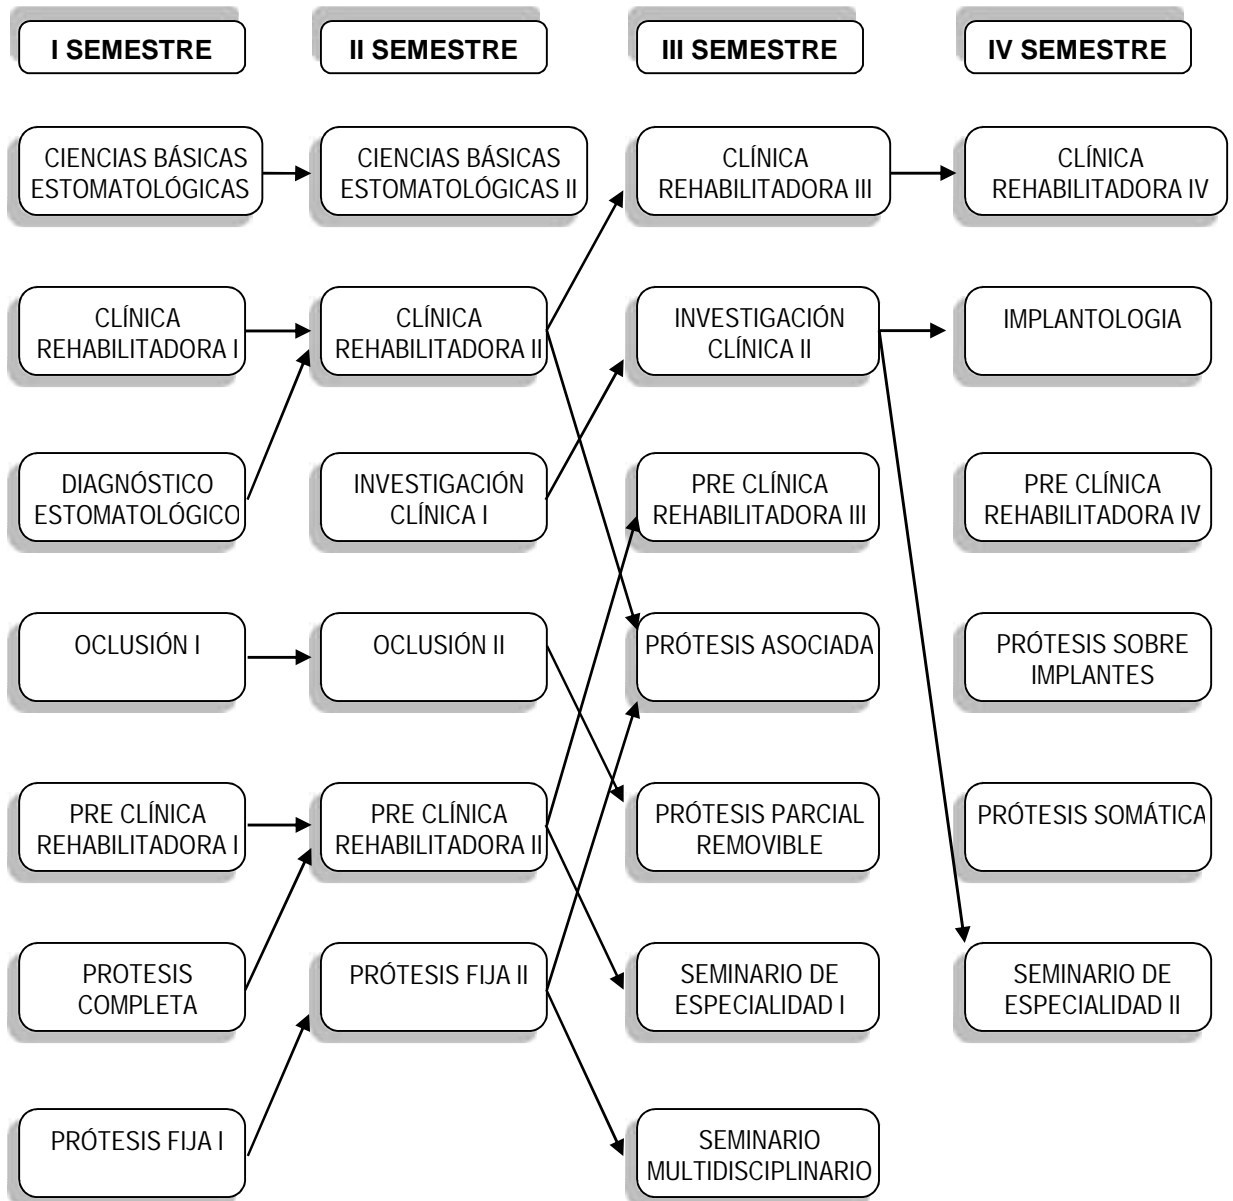 I SEMESTRE
II SEMESTRE
III SEMESTRE
IV SEMESTRE
CIENCIAS BÁSICAS
ESTOMATOLÓGICAS
CIENCIAS BÁSICAS
ESTOMATOLÓGICAS II
CLÍNICA
REHABILITADORA III
CLÍNICA
REHABILITADORA IV
CLÍNICA
REHABILITADORA I
CLÍNICA
REHABILITADORA II
INVESTIGACIÓN
CLÍNICA II
IMPLANTOLOGIA
DIAGNÓSTICO
ESTOMATOLÓGICO
INVESTIGACIÓN
CLÍNICA I
PRE CLÍNICA
REHABILITADORA III
PRE CLÍNICA
REHABILITADORA IV
OCLUSIÓN I
OCLUSIÓN II
PRÓTESIS ASOCIADA
PRÓTESIS SOBRE
IMPLANTES
PRE CLÍNICA
REHABILITADORA I
PRE CLÍNICA
REHABILITADORA II
PRÓTESIS PARCIAL
REMOVIBLE
PRÓTESIS SOMÁTICA
PROTESIS
COMPLETA
PRÓTESIS FIJA II
SEMINARIO DE
ESPECIALIDAD I
SEMINARIO DE
ESPECIALIDAD II
PRÓTESIS FIJA I
SEMINARIO
MULTIDISCIPLINARIO